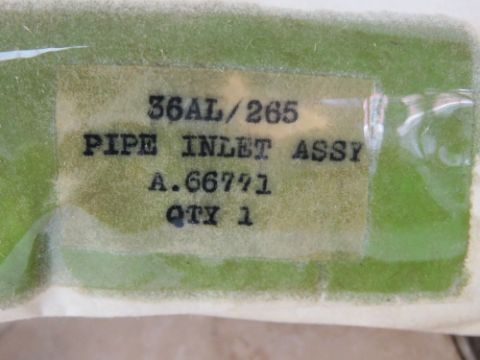 36AL/265
PIPE INLET ASSY
A.66771
QTY 1